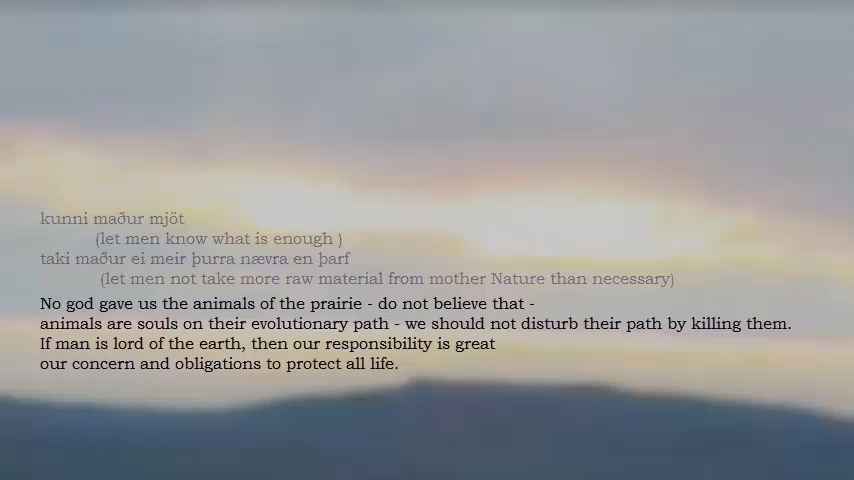 kunni maður mjöt
(let men know what is enough )
taki maður ei meir þurra nævra en þarf
(let men not take more raw material from mother Nature than necessary)
No god gave us the animals of the prairie - do not believe that -
animals are souls on their evolutionary path - we should not disturb their path by killing them.
If man is lord of the earth, then our responsibility is great
our concern and obligations to protect all life.